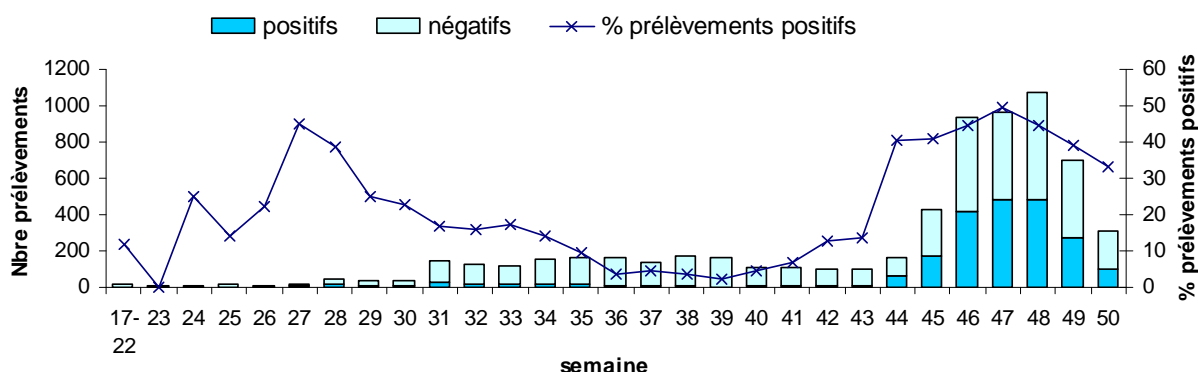 positifs négatifs % prélèvements positifs
Nbre prélèvements
1200
1000
800
600
400
200
0
60
50
40
30
20
10
0
% prélèvements positifs
17-22 23 24 25 26 27 28 29 30 31 32 33 34 35 36 37 38 39 40 41 42 43 44 45 46 47 48 49 50
semaine